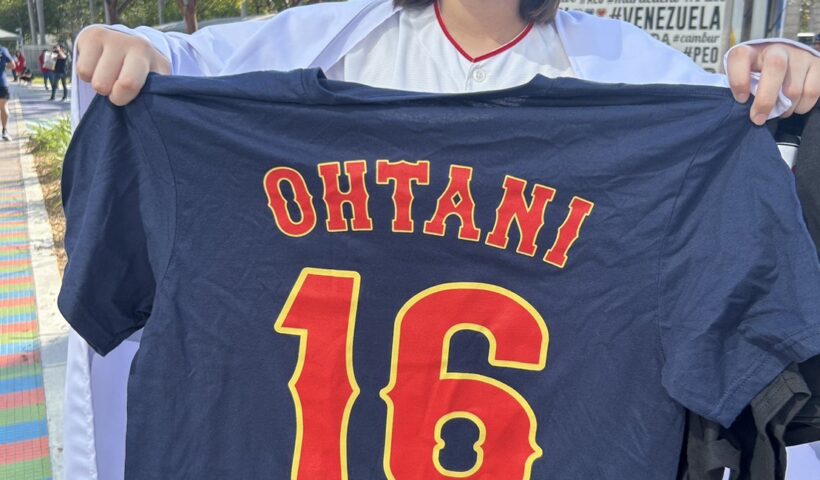 #VENEZUELA
#cambur
#PEO
OHTANI
16